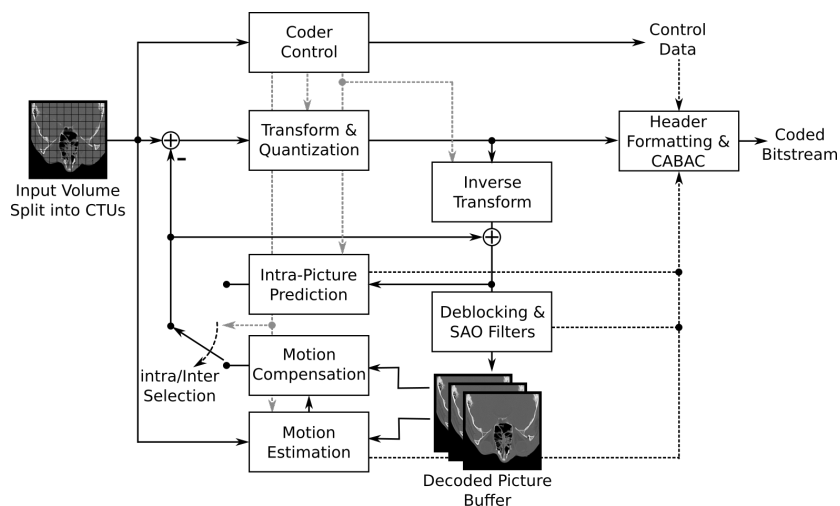 Coder
Control
Control
Data
Transform &
Quantization
Header
Formatting &
CABAC
Coded
Bitstream
Input Volume
Split into CTUs
Inverse
Transform
Intra-Picture
Prediction
Deblocking &
SAO Filters
intra/Inter
Selection
Motion
Compensation
Motion
Estimation
Decoded Picture
Buffer